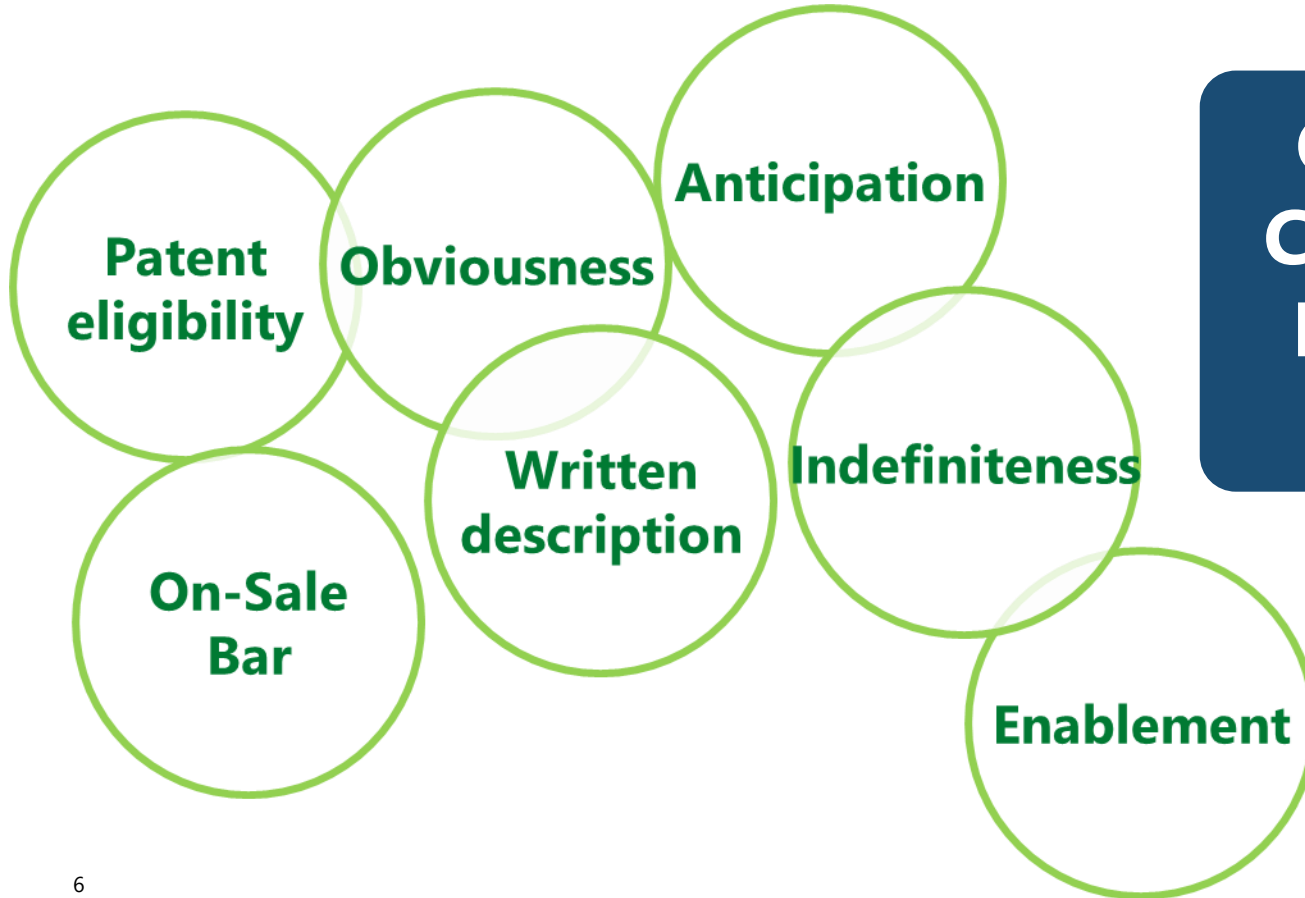 Anticipation
Patent
eligibility
Obviousness
Written
description
Indefiniteness
On-Sale
Bar
Enablement
6